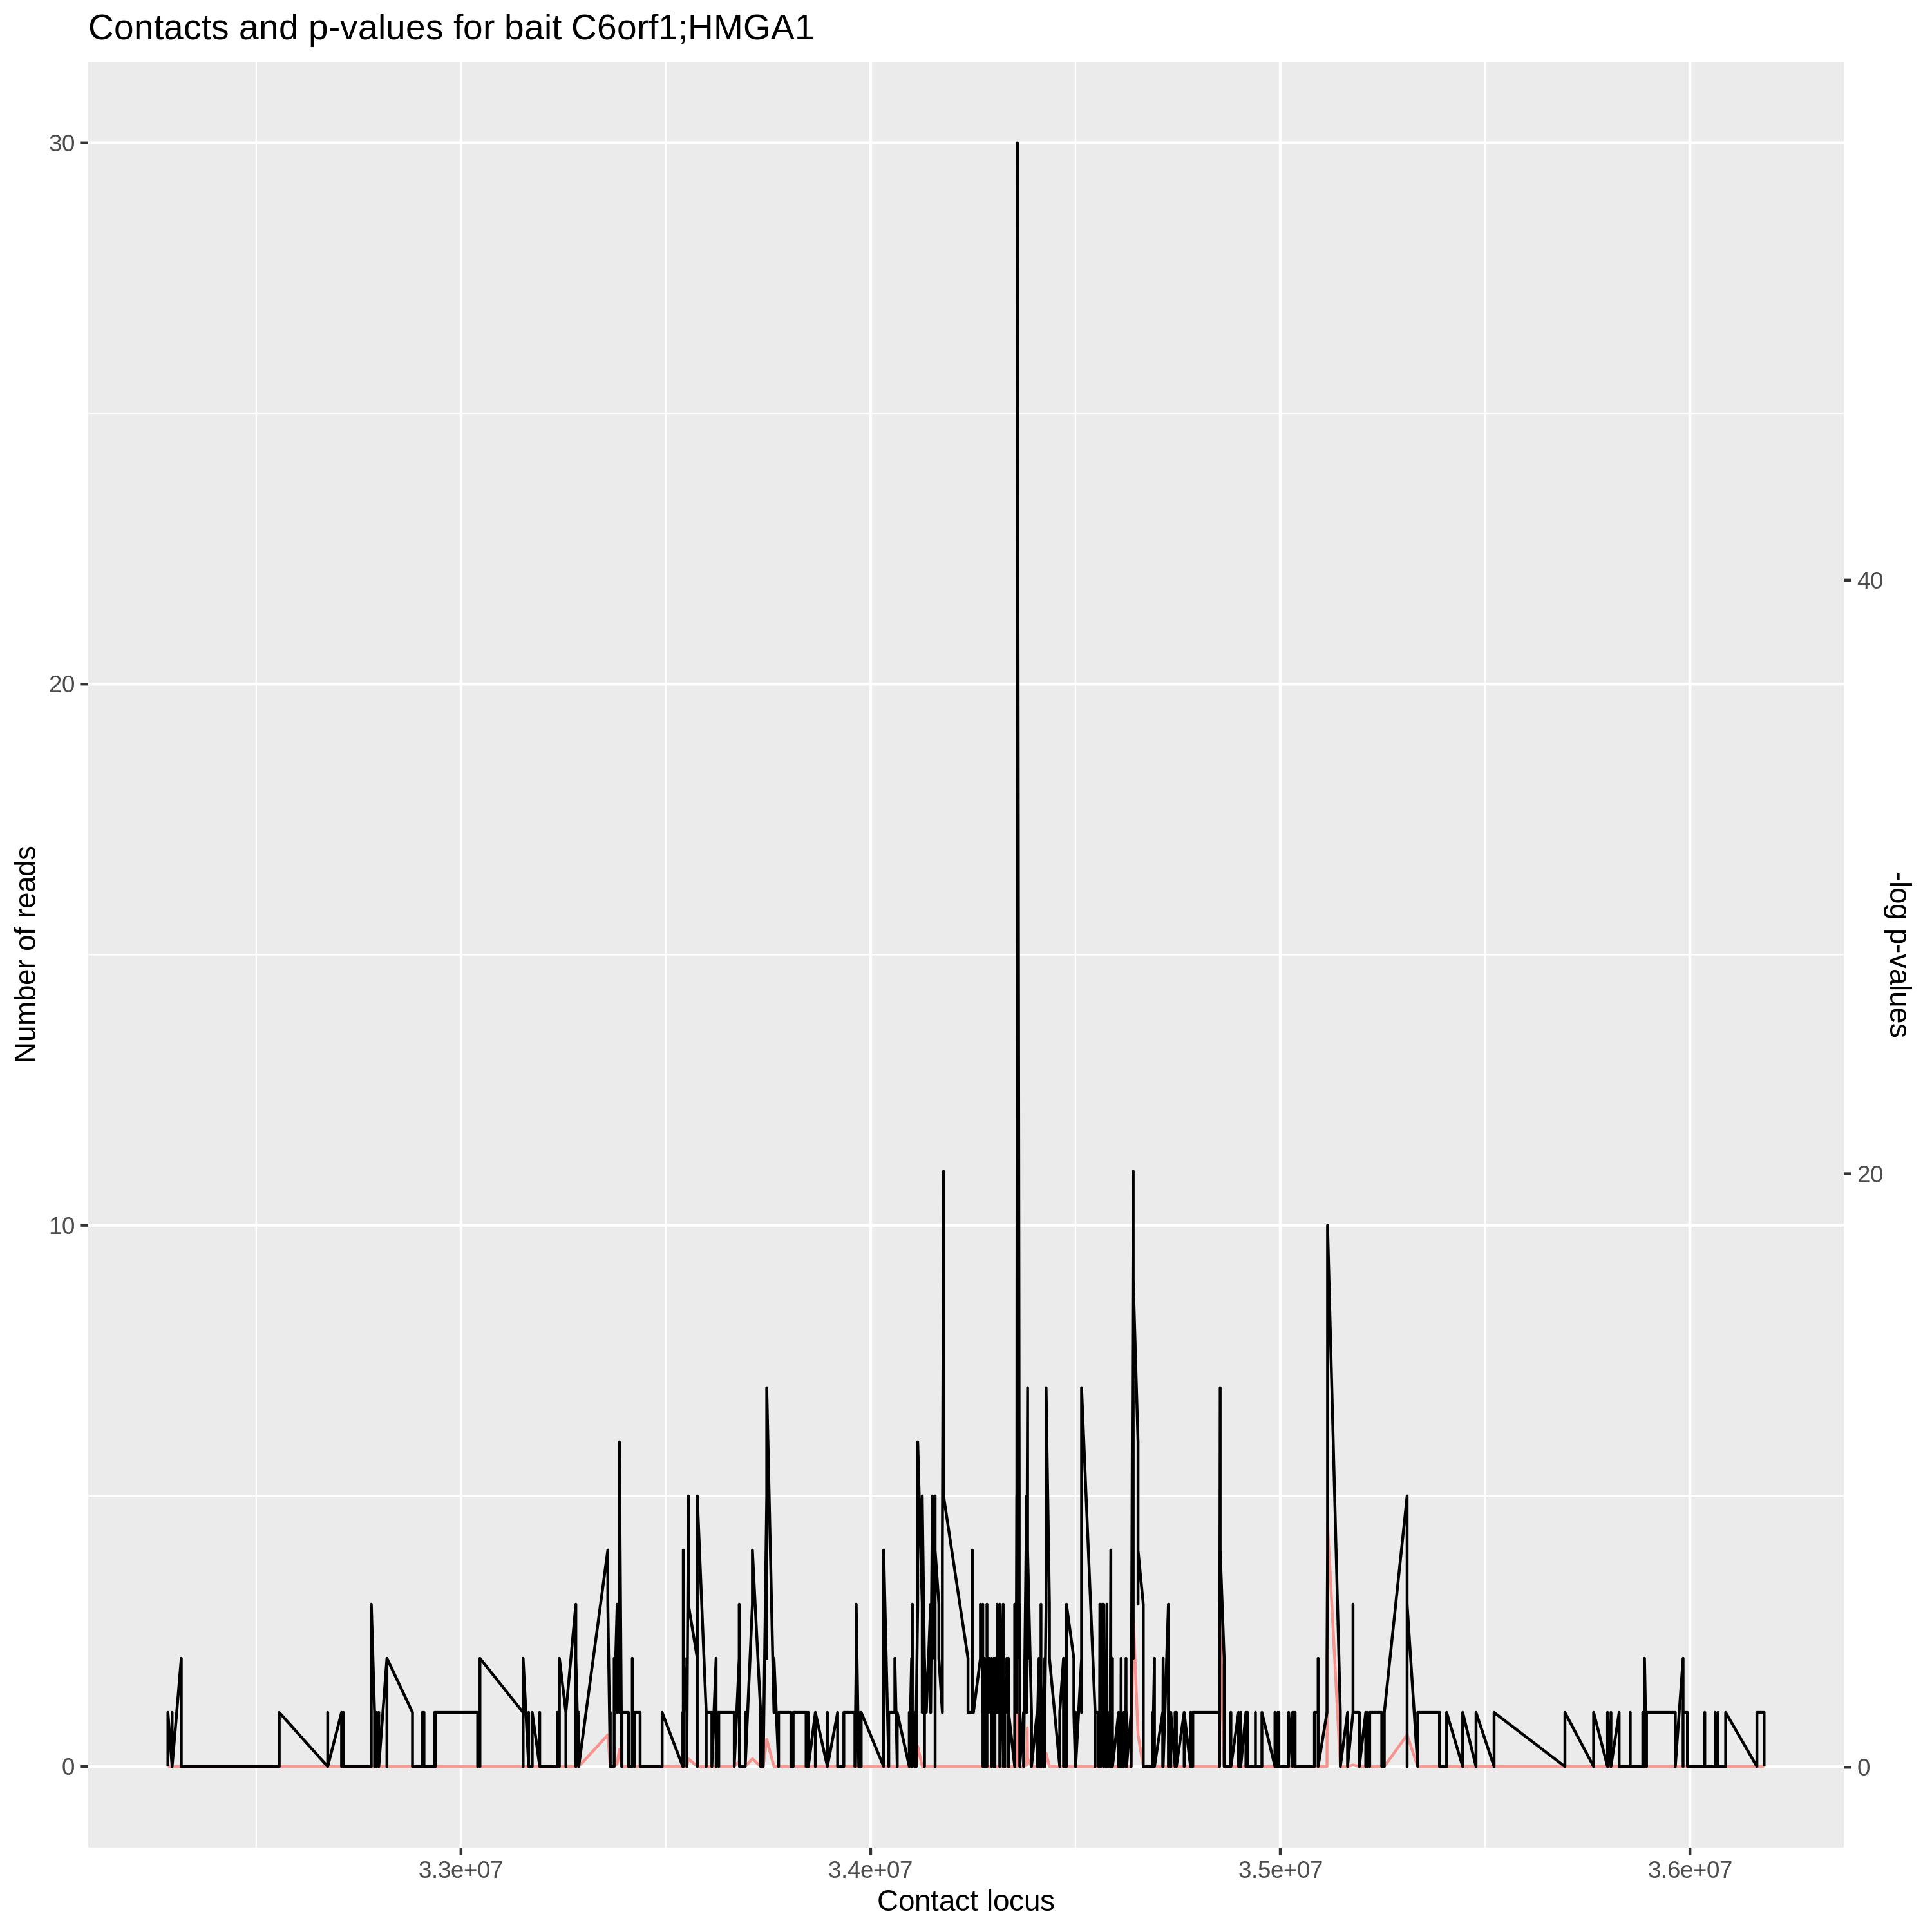 Contacts and p-values for bait C6orf1;HMGA1
30
20
10
0
Number of reads
40
20
0
-log p-values
3.3e+07
3.4e+07
3.5e+07
3.6e+07
Contact locus